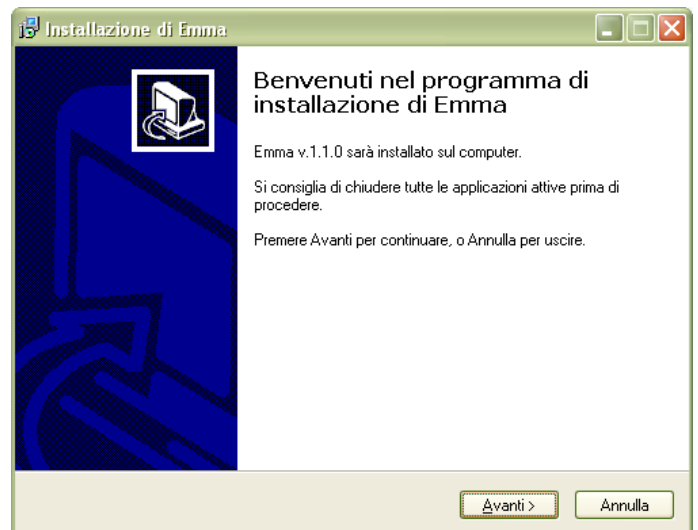 Installazione di Emma
Benvenuti nel programma di
installazione di Emma
Emma v.1.1.0 sarà installato sul computer.
Si consiglia di chiudere tutte le applicazioni attive prima di
procedere.
Premere Avanti per continuare, o Annulla per uscire.
Avanti >
Annulla